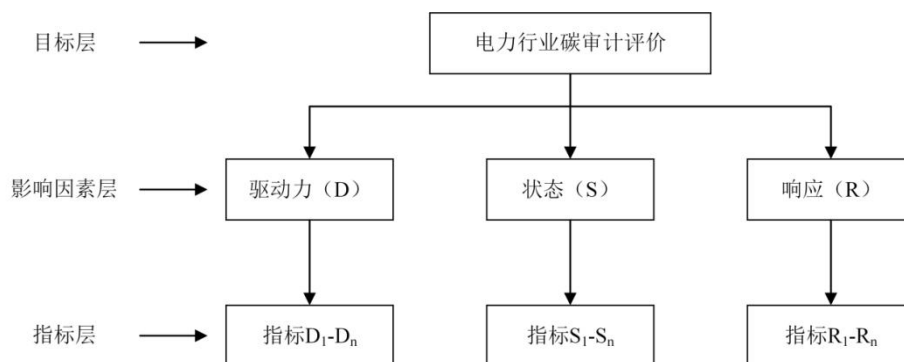 目标层
电力行业碳审计评价
影响因素层
驱动力（D）
状态（S）
响应（R）
指标层
指标D₁-Dₙ
指标S₁-Sₙ
指标R₁-Rₙ